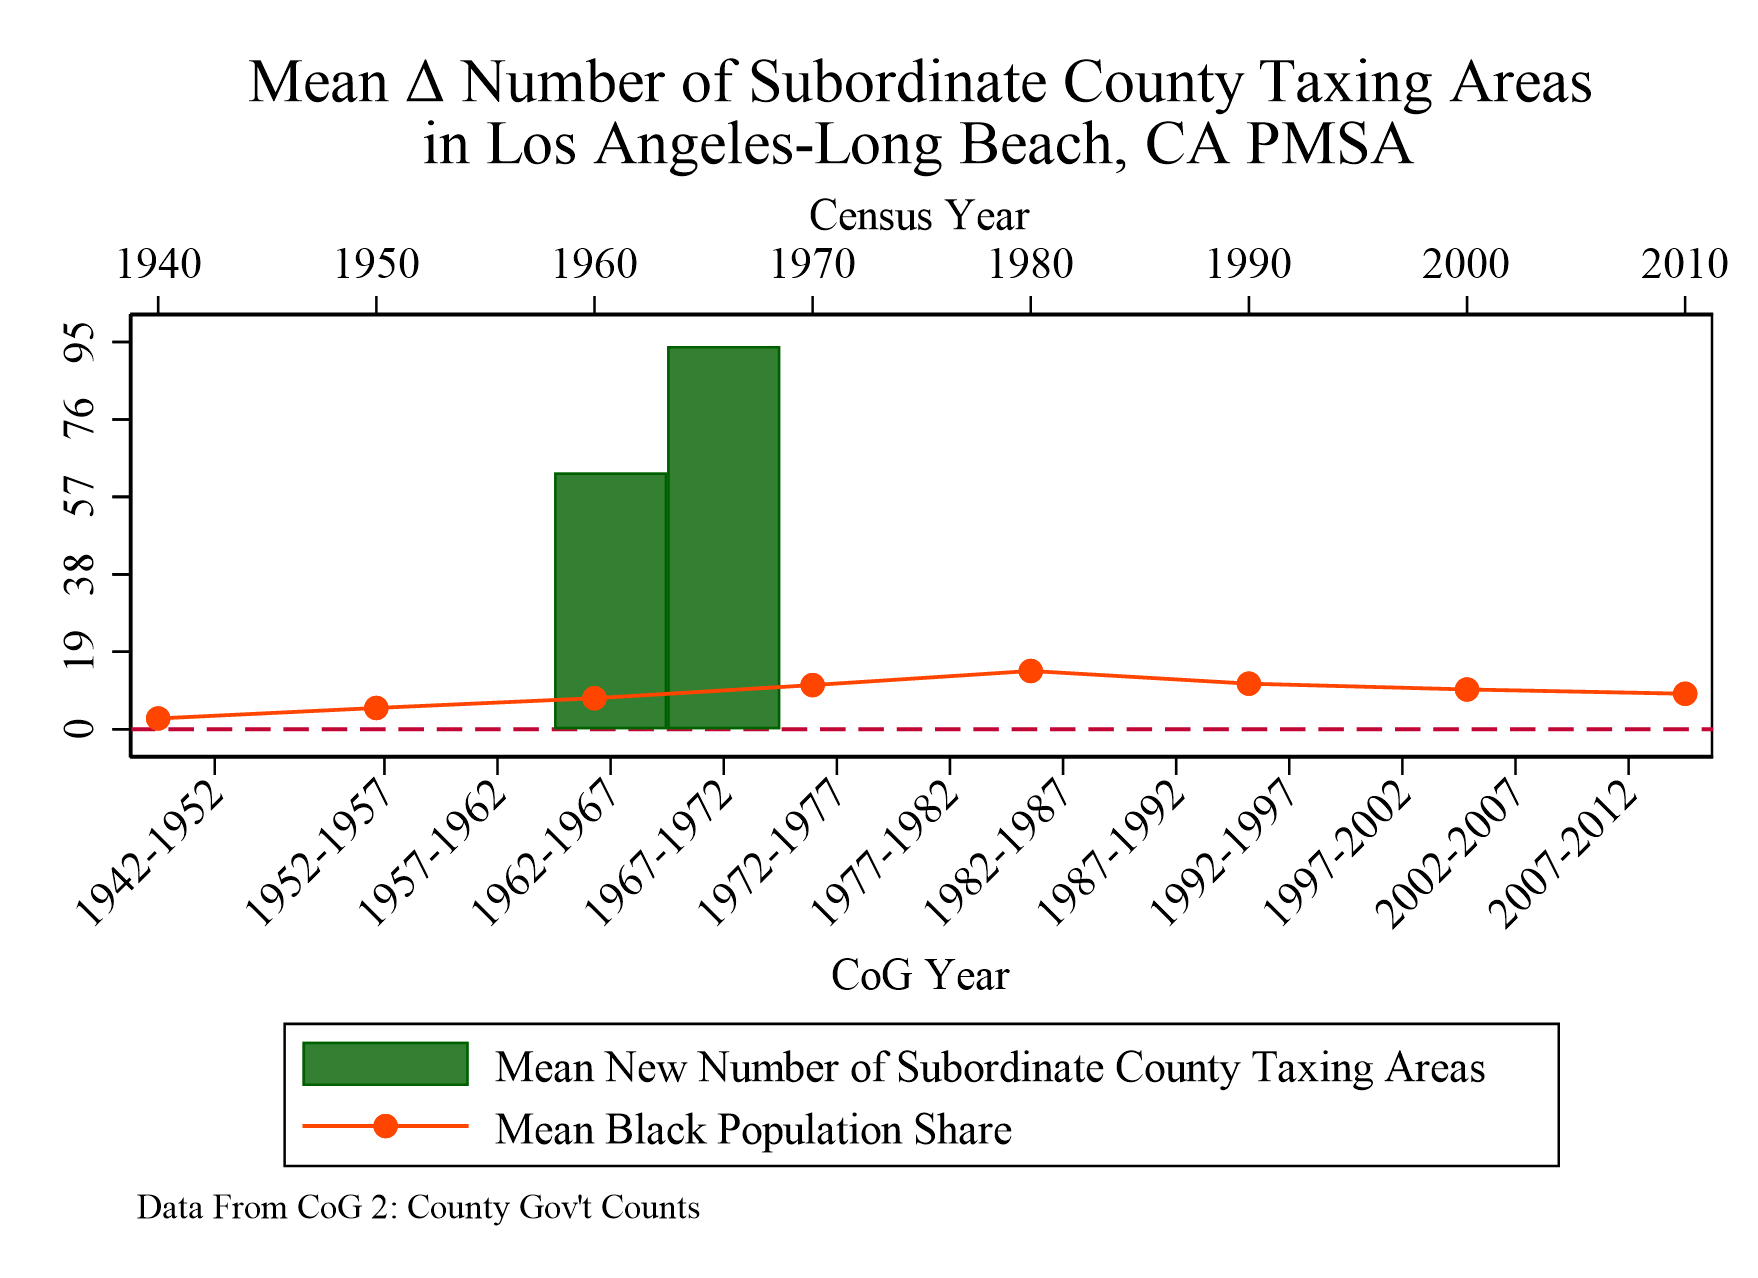 Mean Δ Number of Subordinate County Taxing Areas
in Los Angeles-Long Beach, CA PMSA
Census Year
1940 1950 1960 1970 1980 1990 2000 2010
95
76
57
38
19
0
1942-1952 1952-1957 1957-1962 1962-1967 1967-1972 1972-1977 1977-1982 1982-1987 1987-1992 1992-1997 1997-2002 2002-2007 2007-2012
CoG Year
Mean New Number of Subordinate County Taxing Areas
Mean Black Population Share
Data From CoG 2: County Gov't Counts